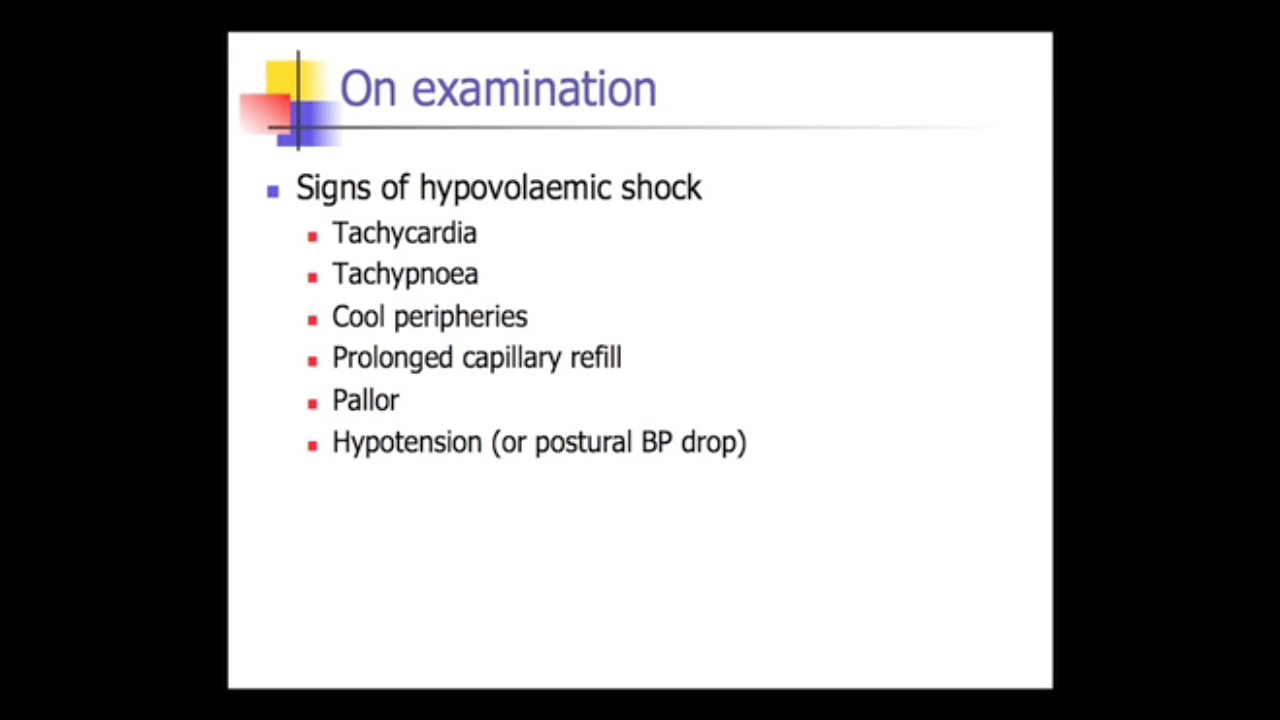 On examination
Signs of hypovolaemic shock
Tachycardia
Tachypnoea
Cool peripheries
Prolonged capillary refill
Pallor
Hypotension (or postural BP drop)